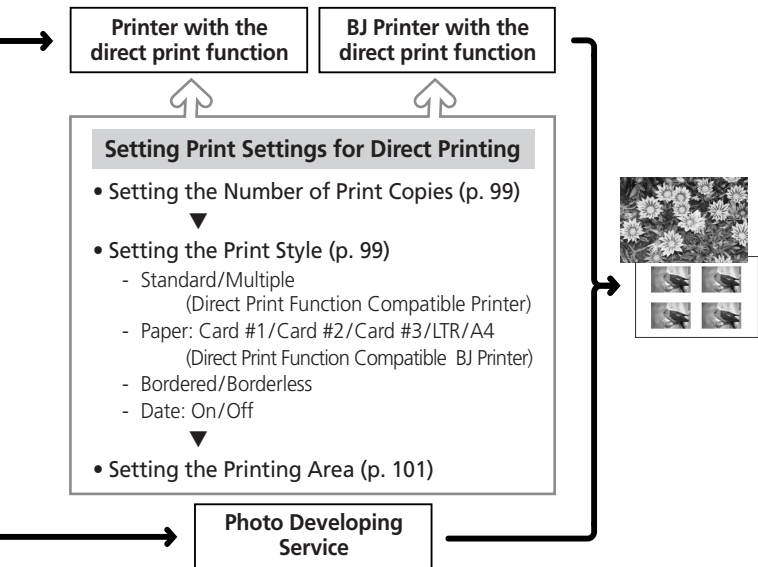 Printer with the
direct print function
BJ Printer with the
direct print function
Setting Print Settings for Direct Printing
• Setting the Number of Print Copies (p. 99)
▼
• Setting the Print Style (p. 99)
- Standard/Multiple
(Direct Print Function Compatible Printer)
- Paper: Card #1/Card #2/Card #3/LTR/A4
(Direct Print Function Compatible BJ Printer)
- Bordered/Borderless
- Date: On/Off
▼
• Setting the Printing Area (p. 101)
Photo Developing
Service